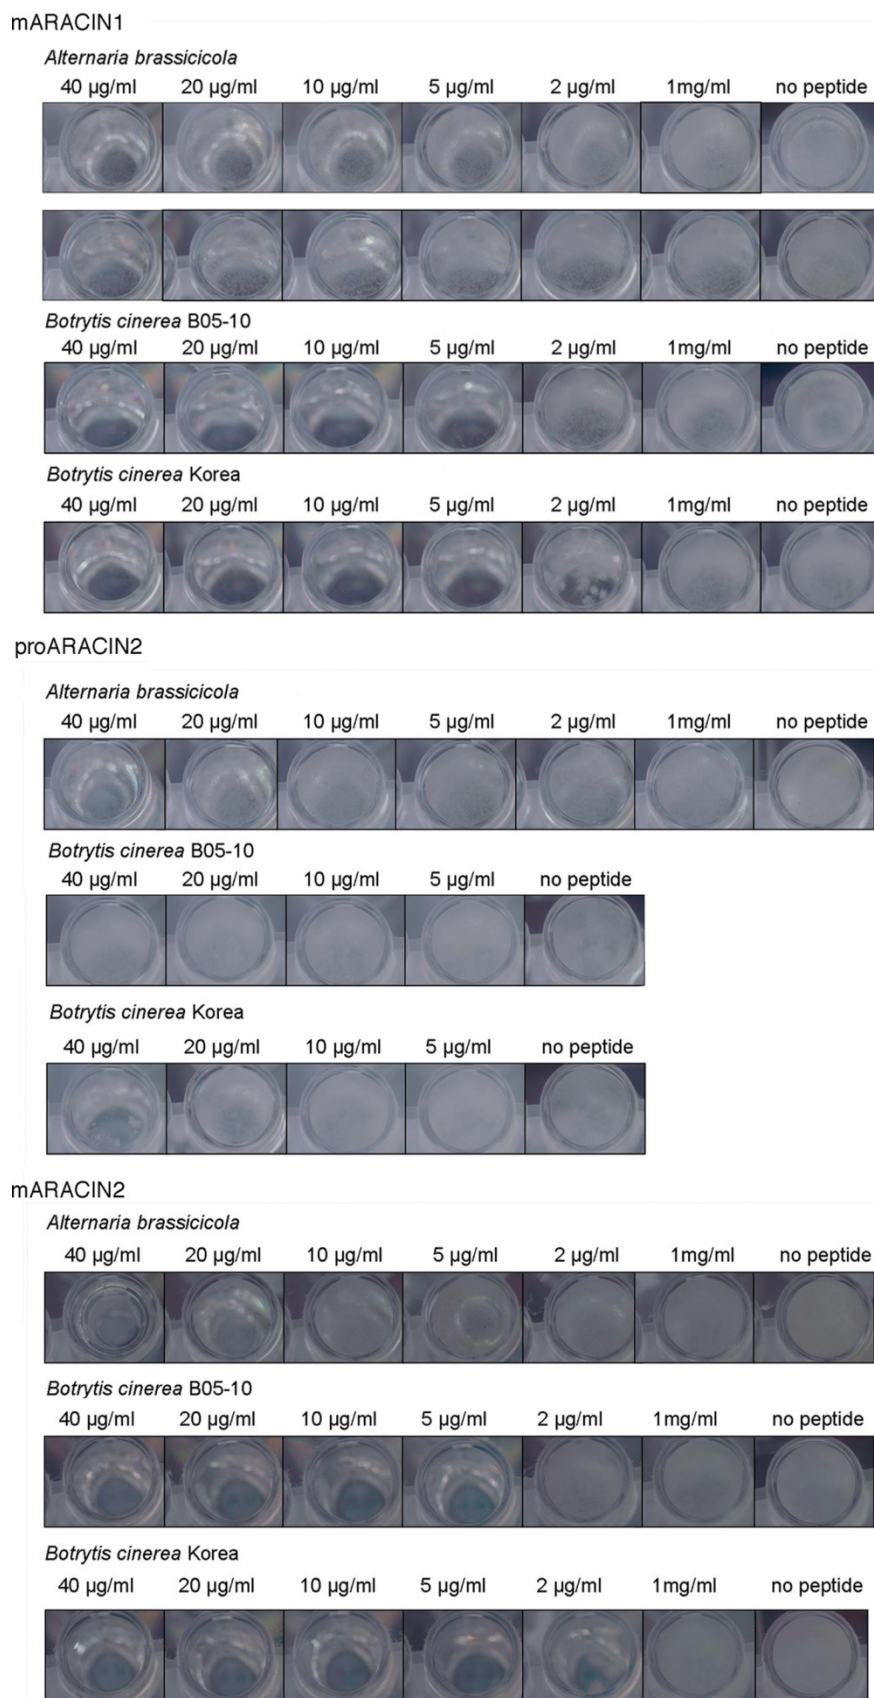 mARACIN1
Alternaria brassicicola
40 µg/ml 20 µg/ml 10 µg/ml 5 µg/ml 2 µg/ml 1mg/ml no peptide
Botrytis cinerea B05-10
40 µg/ml 20 µg/ml 10 µg/ml 5 µg/ml 2 µg/ml 1mg/ml no peptide
Botrytis cinerea Korea
40 µg/ml 20 µg/ml 10 µg/ml 5 µg/ml 2 µg/ml 1mg/ml no peptide
proARACIN2
Alternaria brassicicola
40 µg/ml 20 µg/ml 10 µg/ml 5 µg/ml 2 µg/ml 1mg/ml no peptide
Botrytis cinerea B05-10
40 µg/ml 20 µg/ml 10 µg/ml 5 µg/ml no peptide
Botrytis cinerea Korea
40 µg/ml 20 µg/ml 10 µg/ml 5 µg/ml no peptide
mARACIN2
Alternaria brassicicola
40 µg/ml 20 µg/ml 10 µg/ml 5 µg/ml 2 µg/ml 1mg/ml no peptide
Botrytis cinerea B05-10
40 µg/ml 20 µg/ml 10 µg/ml 5 µg/ml 2 µg/ml 1mg/ml no peptide
Botrytis cinerea Korea
40 µg/ml 20 µg/ml 10 µg/ml 5 µg/ml 2 µg/ml 1mg/ml no peptide